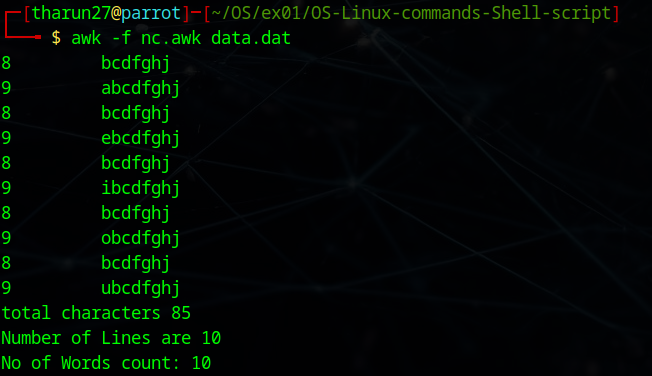 ┌─[tharun27@parrot]─[~/OS/ex01/OS-Linux-commands-Shell-script]
└──╼ $ awk -f nc.awk data.dat
8 bcdfghj
9 abcdfghj
8 bcdfghj
9 ebcdfghj
8 bcdfghj
9 ibcdfghj
8 bcdfghj
9 obcdfghj
8 bcdfghj
9 ubcdfghj
total characters 85
Number of Lines are 10
No of Words count: 10